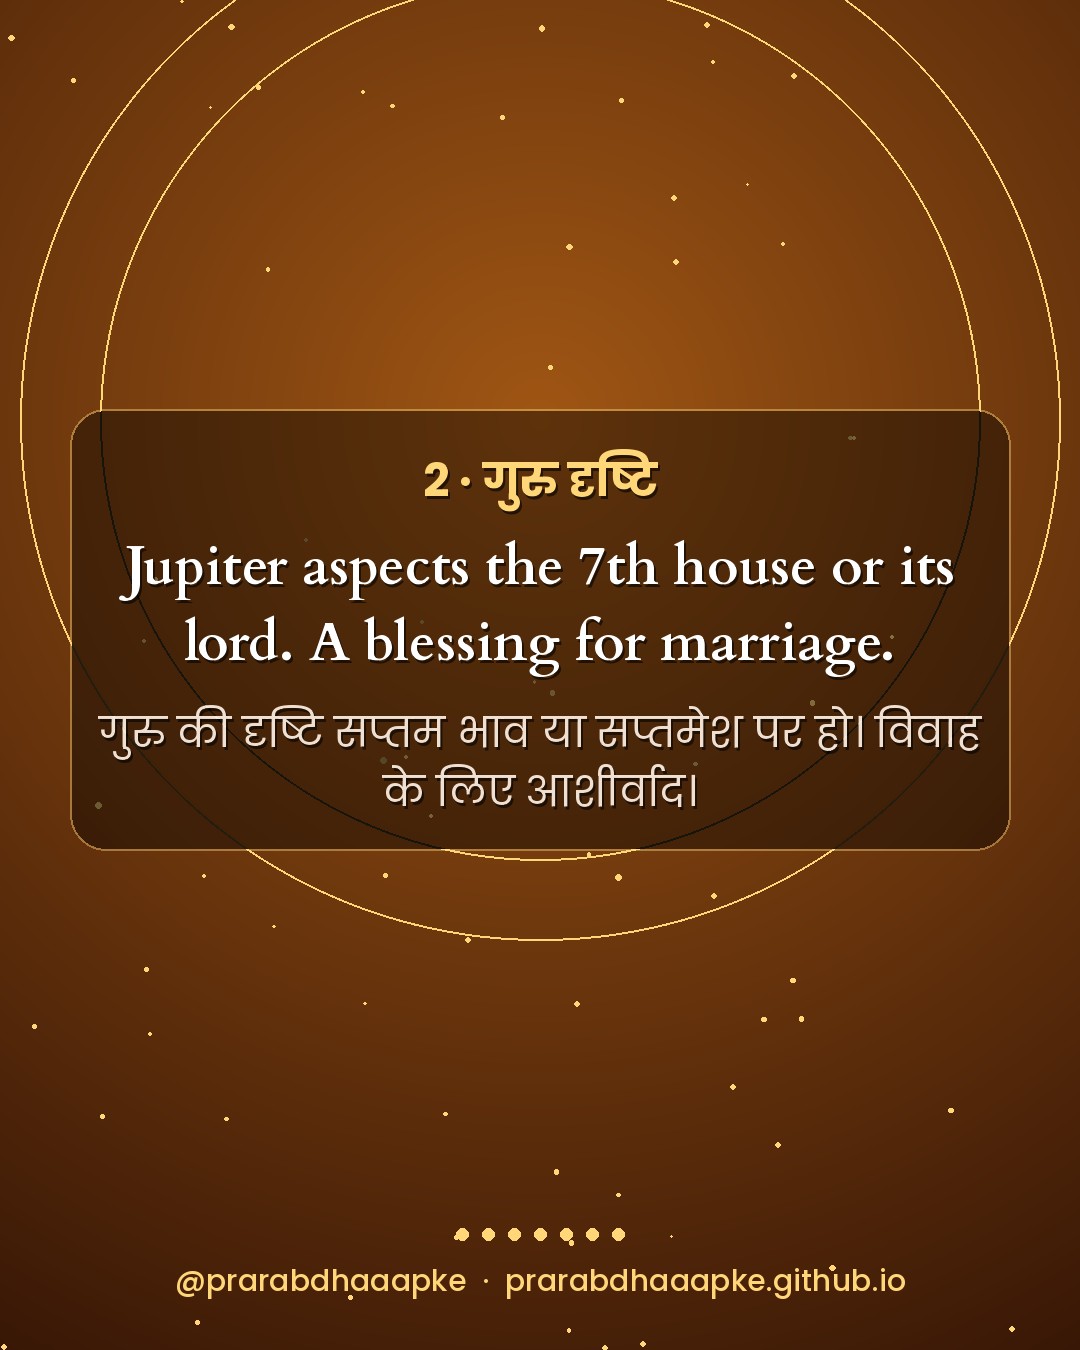 2 · गुरु दृष्टि
Jupiter aspects the 7th house or its
lord. A blessing for marriage.
गुरु की दृष्टि सप्तम भाव या सप्तमेश पर हो। विवाह
के लिए आशीर्वाद।
@prarabdhaaapke · prarabdhaaapke.github.io